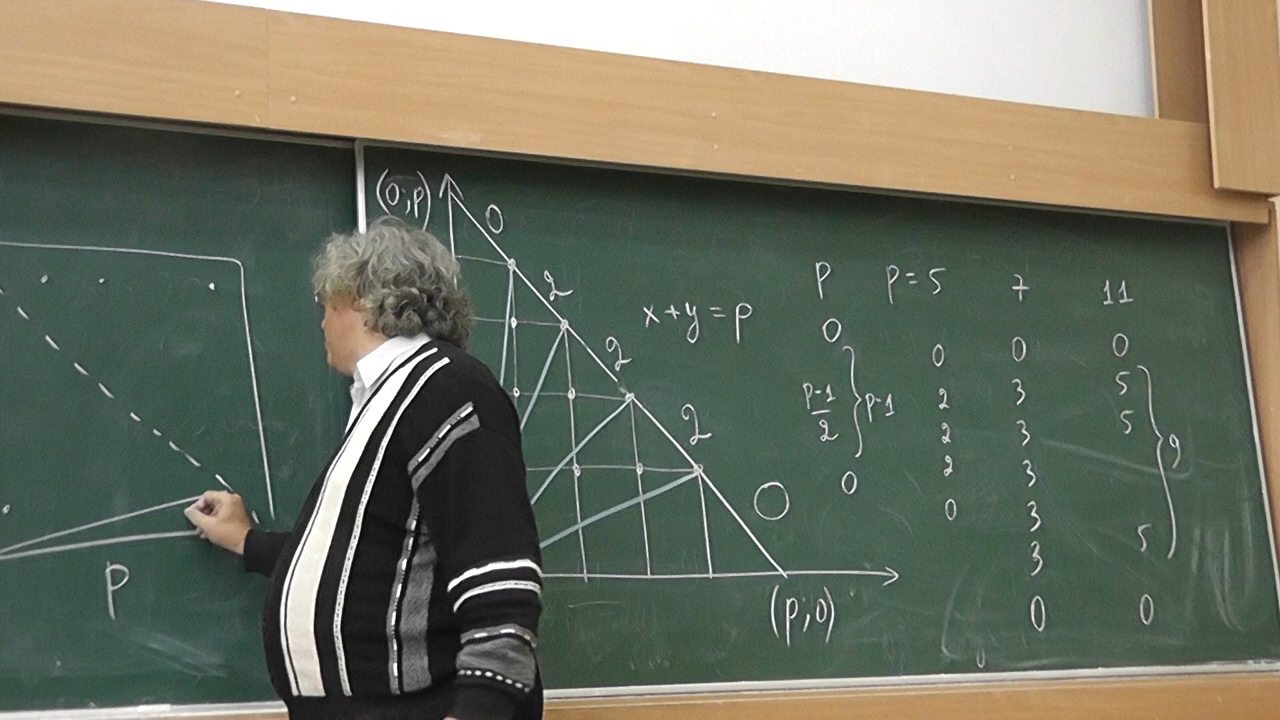 (0;p)
0
2
2
2
0
(p;0)
x+y=p
p
p p=5 7 11
0 0 0 0
p-1/2 } p-1 2 3 5
2 3 5 } 9
2 3
0 0 3 5
3
0 0